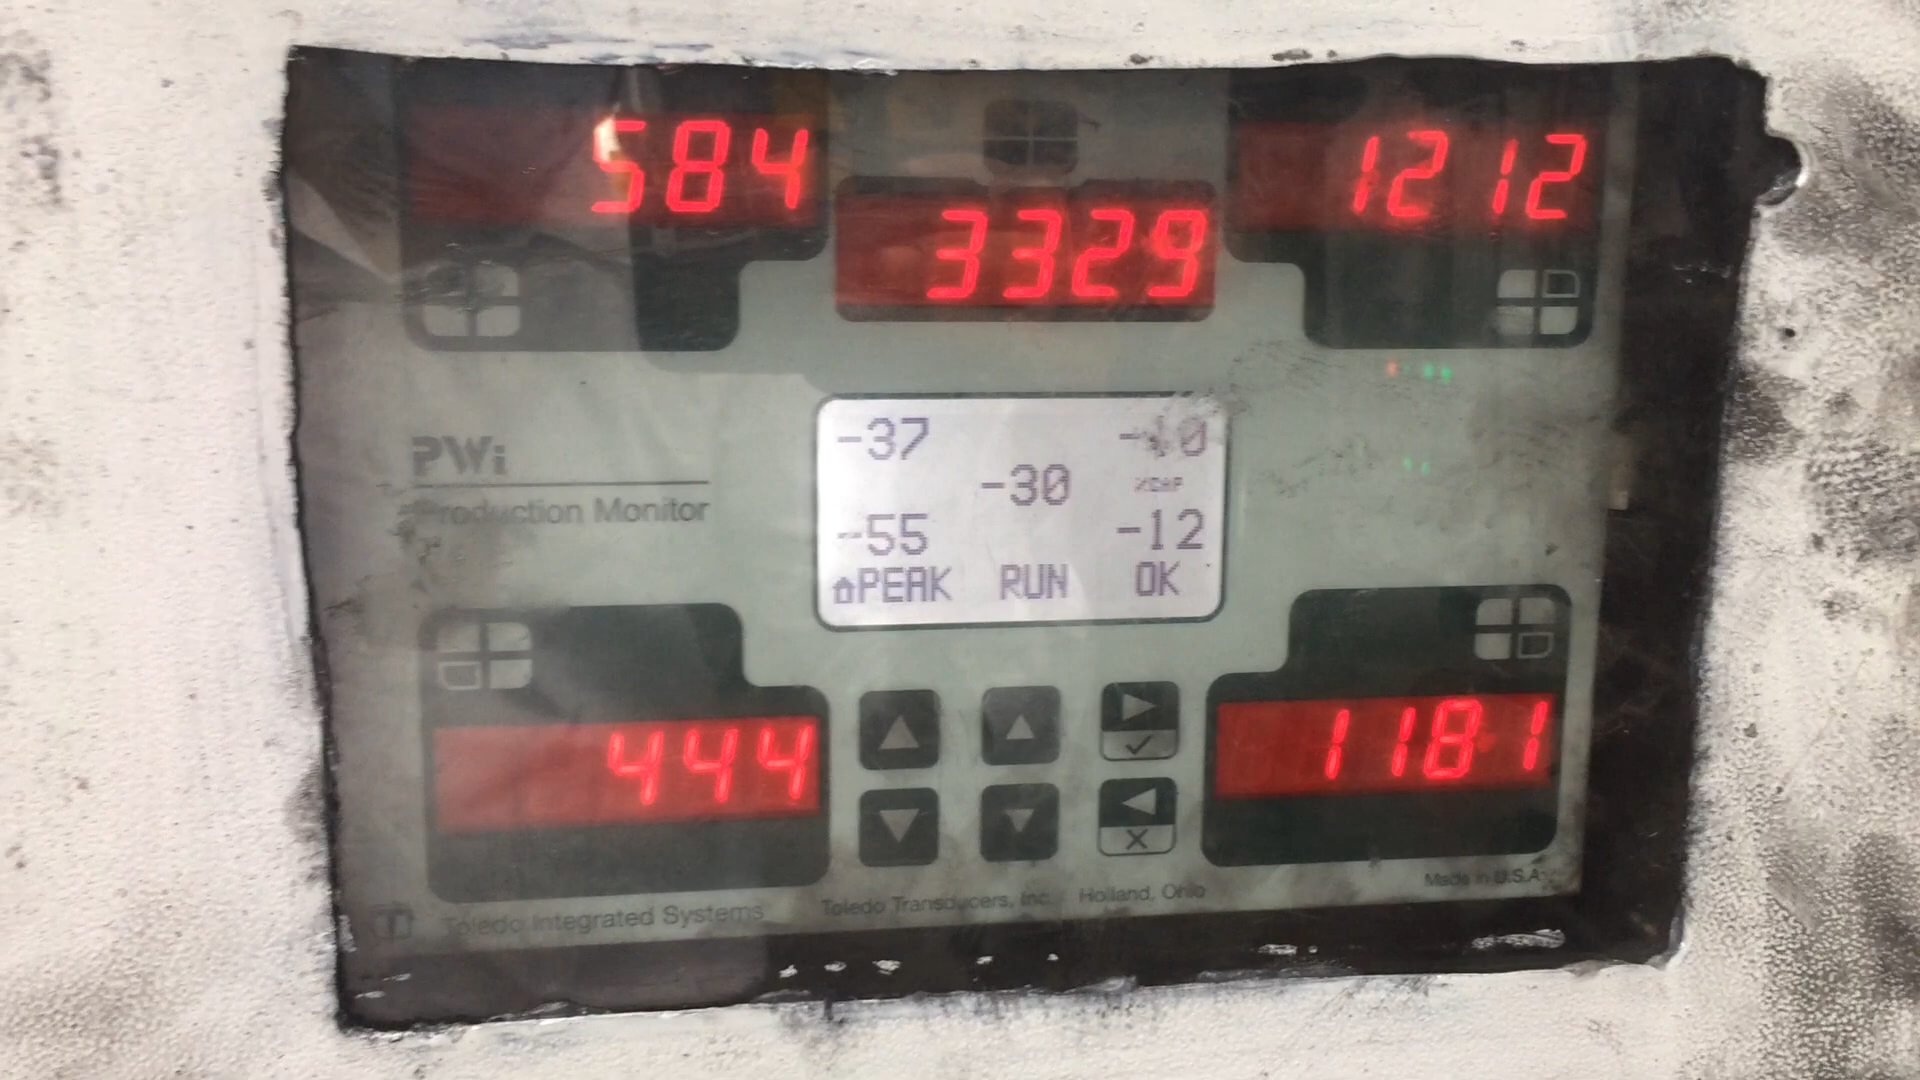 584
3329
1212
-37
-30
%CAP
-55
-12
PEAK RUN OK
PWi
Production Monitor
444
1181
Toledo Integrated Systems
Toledo Transducers, Inc. Holland, Ohio
Made in U.S.A.